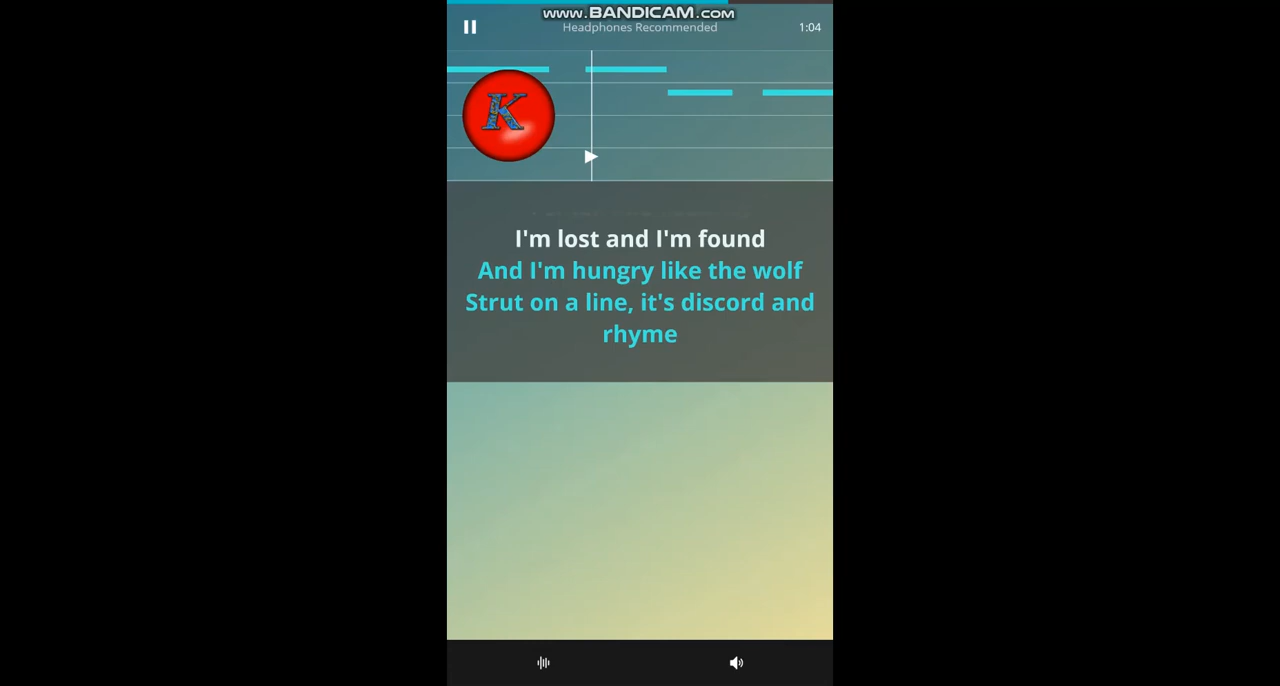 www.BANDICAM.com
Headphones Recommended
1:04
K
I'm lost and I'm found
And I'm hungry like the wolf
Strut on a line, it's discord and
rhyme